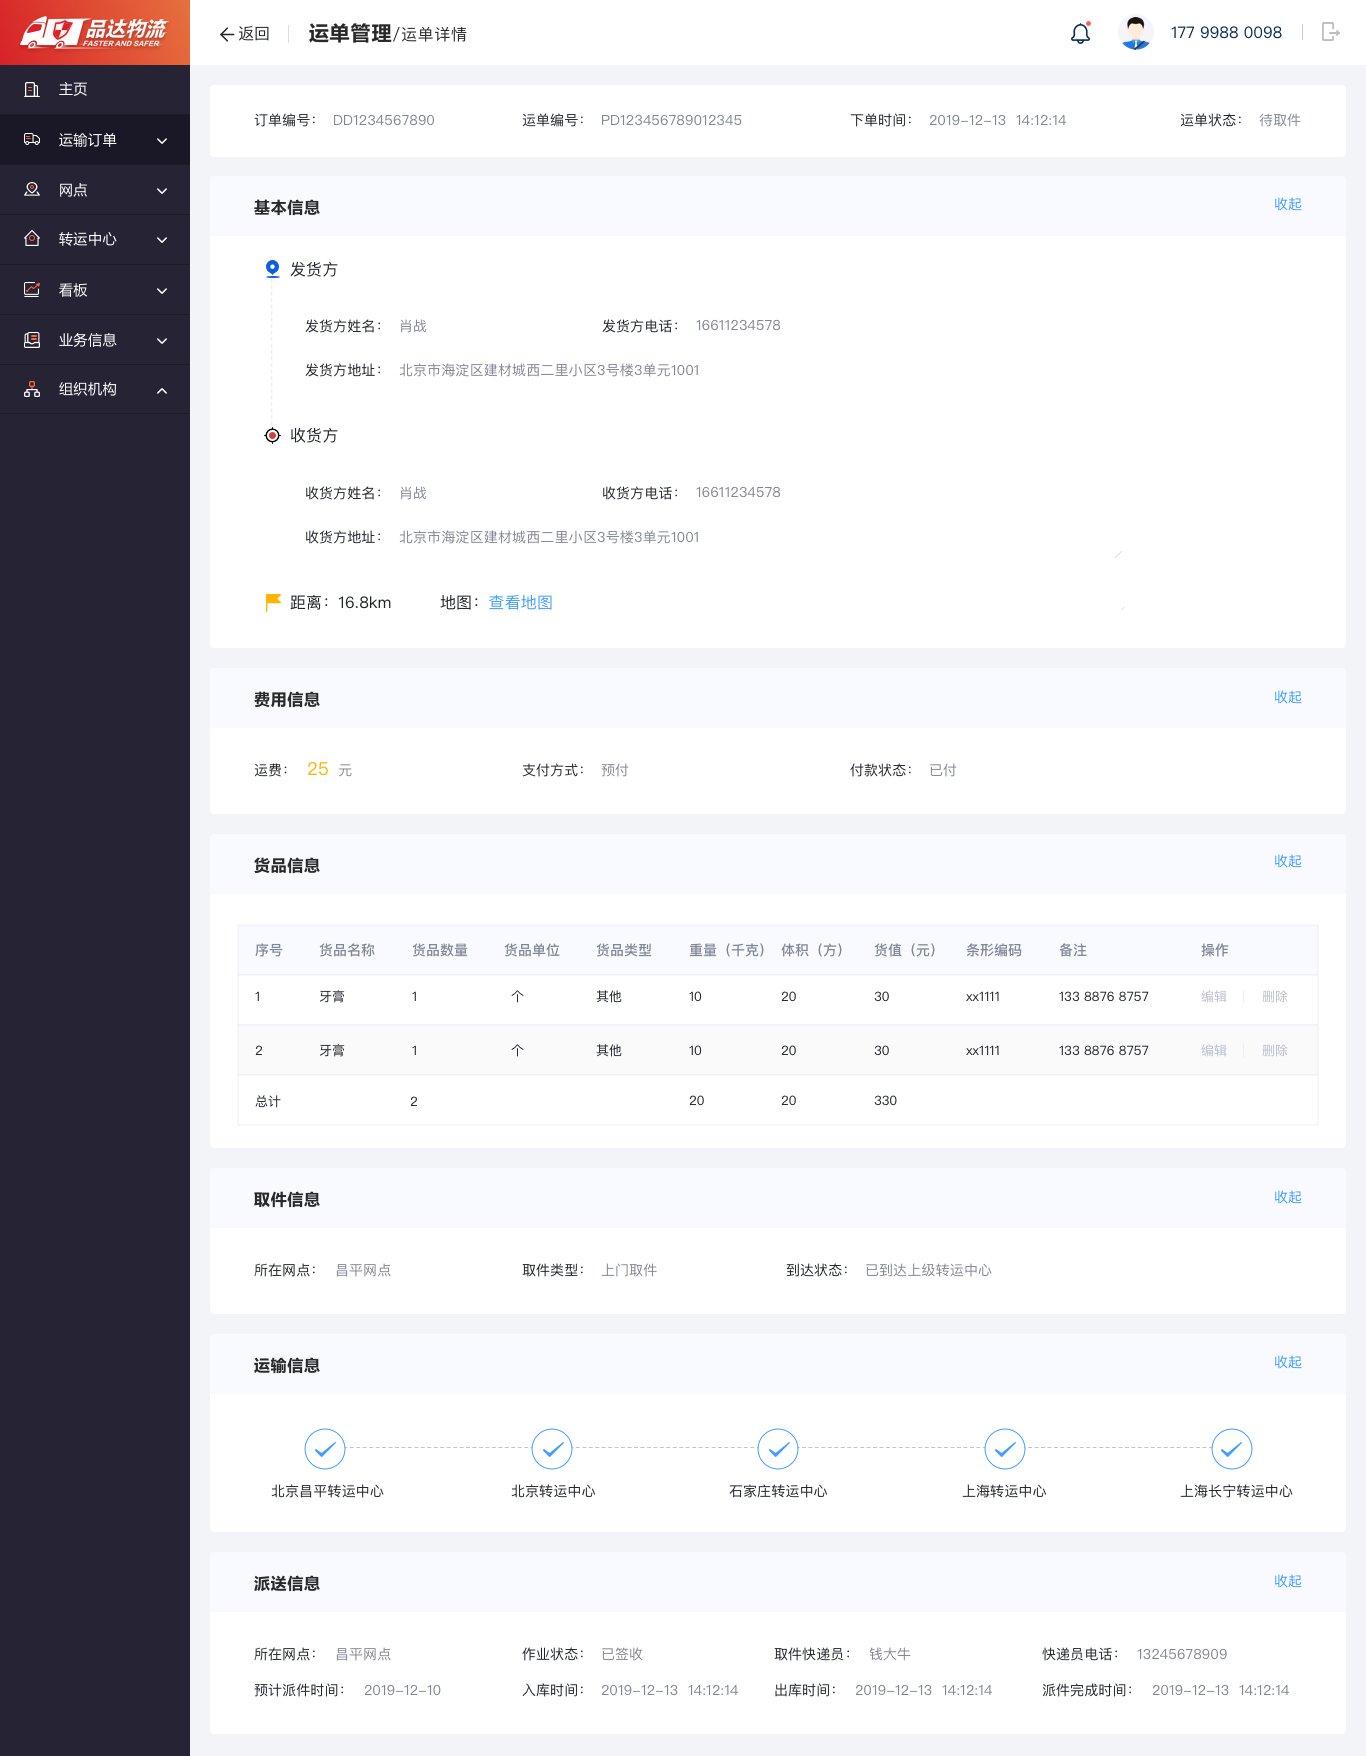 品达物流
FASTER AND SAFER
返回
运单管理/运单详情
177 9988 0098
主页
运输订单
网点
转运中心
看板
业务信息
组织机构
订单编号： DD1234567890 运单编号： PD123456789012345 下单时间： 2019-12-13 14:12:14 运单状态： 待取件
基本信息 收起
发货方
发货方姓名： 肖战 发货方电话： 16611234578
发货方地址： 北京市海淀区建材城西二里小区3号楼3单元1001
收货方
收货方姓名： 肖战 收货方电话： 16611234578
收货方地址： 北京市海淀区建材城西二里小区3号楼3单元1001
距离：16.8km 地图：查看地图
费用信息 收起
运费： 25 元 支付方式： 预付 付款状态： 已付
货品信息 收起
序号 货品名称 货品数量 货品单位 货品类型 重量（千克） 体积（方） 货值（元） 条形编码 备注 操作
1 牙膏 1 个 其他 10 20 30 xx1111 133 8876 8757 编辑 删除
2 牙膏 1 个 其他 10 20 30 xx1111 133 8876 8757 编辑 删除
总计 2 20 20 330
取件信息 收起
所在网点： 昌平网点 取件类型： 上门取件 到达状态： 已到达上级转运中心
运输信息 收起
北京昌平转运中心 北京转运中心 石家庄转运中心 上海转运中心 上海长宁转运中心
派送信息 收起
所在网点： 昌平网点 作业状态： 已签收 取件快递员： 钱大牛 快递员电话： 13245678909
预计派件时间： 2019-12-10 入库时间： 2019-12-13 14:12:14 出库时间： 2019-12-13 14:12:14 派件完成时间： 2019-12-13 14:12:14